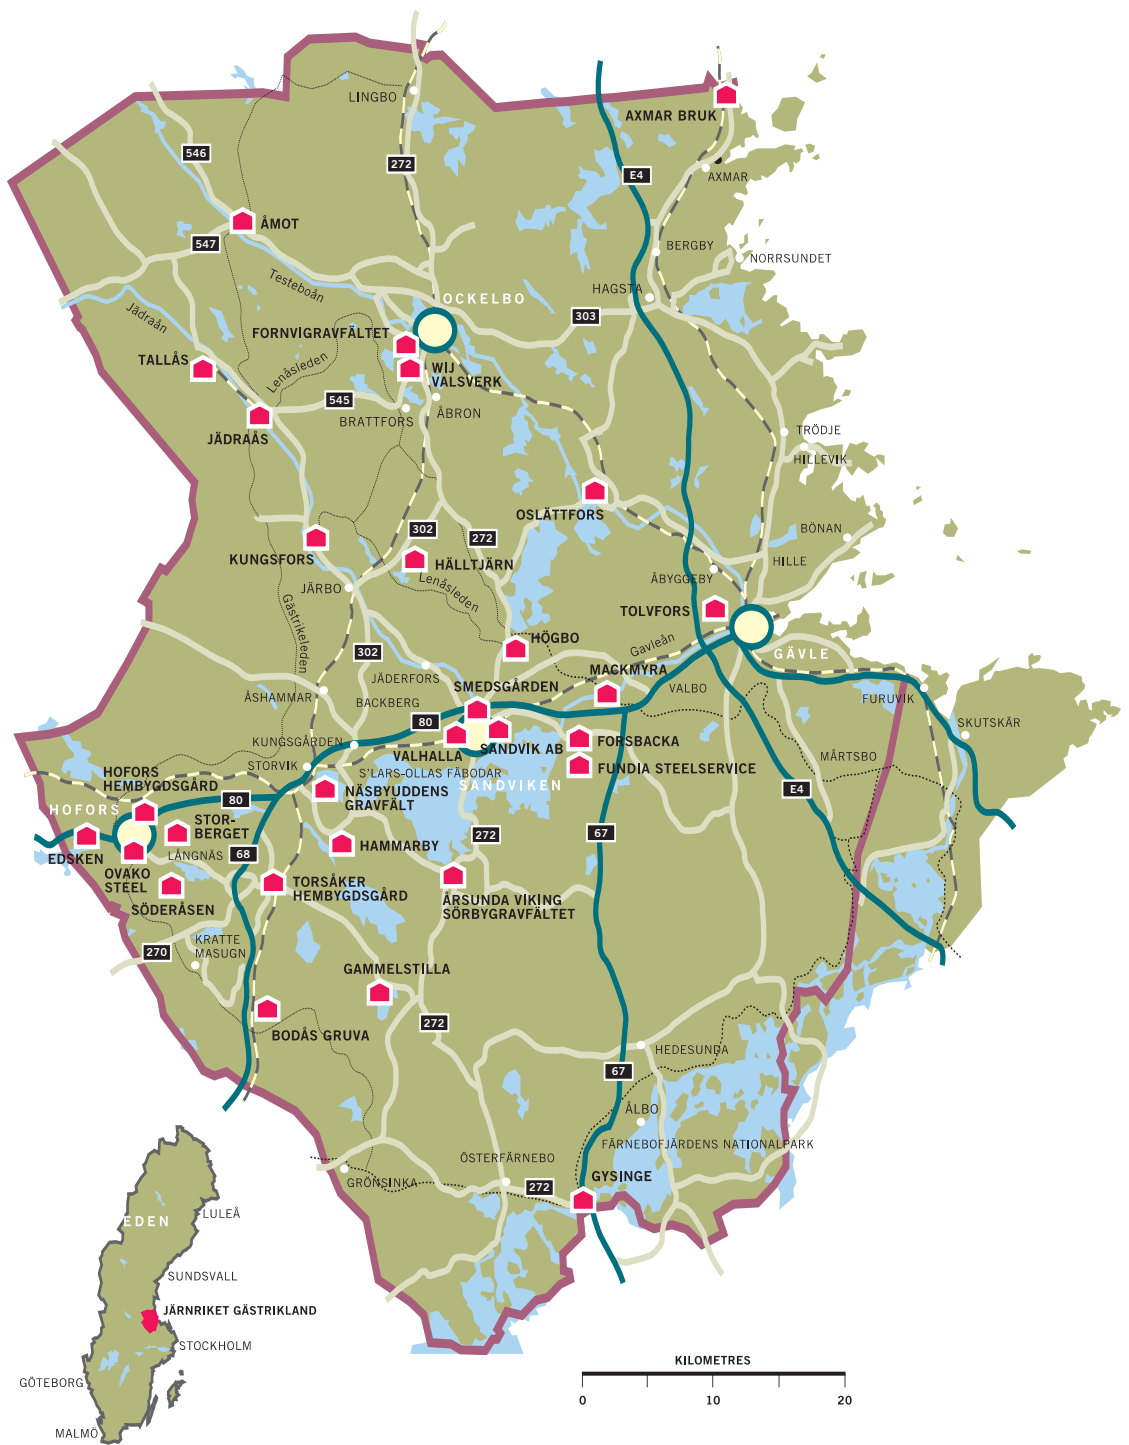 LINGBO
AXMAR BRUK
546
272
E4
AXMAR
ÅMOT
547
BERGBY
NORRSUNDET
Testeboån
HAGSTA
OCKELBO
Jädraån
303
FORNVIGRAVFÄLTET
TALLÅS
Lenåsleden
WIJ
VALSVERK
545
BRATTFORS
ÅBRON
JÄDRAÅS
TRÖDJE
HILLEVIK
OSLÄTTFORS
302
272
BÖNAN
KUNGSFORS
HÄLLTJÄRN
HILLE
ÅBYGGEBY
JÄRBO
Lenåsleden
TOLVFORS
Gästrikeleden
HÖGBO
Gavleån
GÄVLE
302
JÄDERFORS
MACKMYRA
SMEDSGÅRDEN
VALBO
ÅSHAMMAR
BACKBERG
FURUVIK
80
SKUTSKÄR
KUNGSGÅRDEN
VALHALLA
SANDVIK AB
FORSBACKA
MÅRTSBO
STORVIK
S'LARS-OLLAS FÄBODAR
FUNDIA STEELSERVICE
HOFORS
HEMBYGDSGÅRD
NÄSBYUDDENS
GRAVFÄLT
SANDVIKEN
E4
80
HOFORS
STOR-
BERGET
272
67
EDSKEN
LÅNGNÄS
68
HAMMARBY
OVAKO
STEEL
TORSÅKER
HEMBYGDSGÅRD
ÅRSUNDA VIKING
SÖRBYGRAVFÄLTET
SÖDERÅSEN
KRATTE
MASUGN
270
GAMMELSTILLA
BODÅS GRUVA
272
HEDESUNDA
67
ÅLBO
FÄRNEBOFJÄRDENS NATIONALPARK
ÖSTERFÄRNEBO
GRÖNSINKA
272
GYSINGE
EDEN
LULEÅ
SUNDSVALL
JÄRNRIKET GÄSTRIKLAND
STOCKHOLM
GÖTEBORG
MALMÖ
KILOMETRES
0 10 20